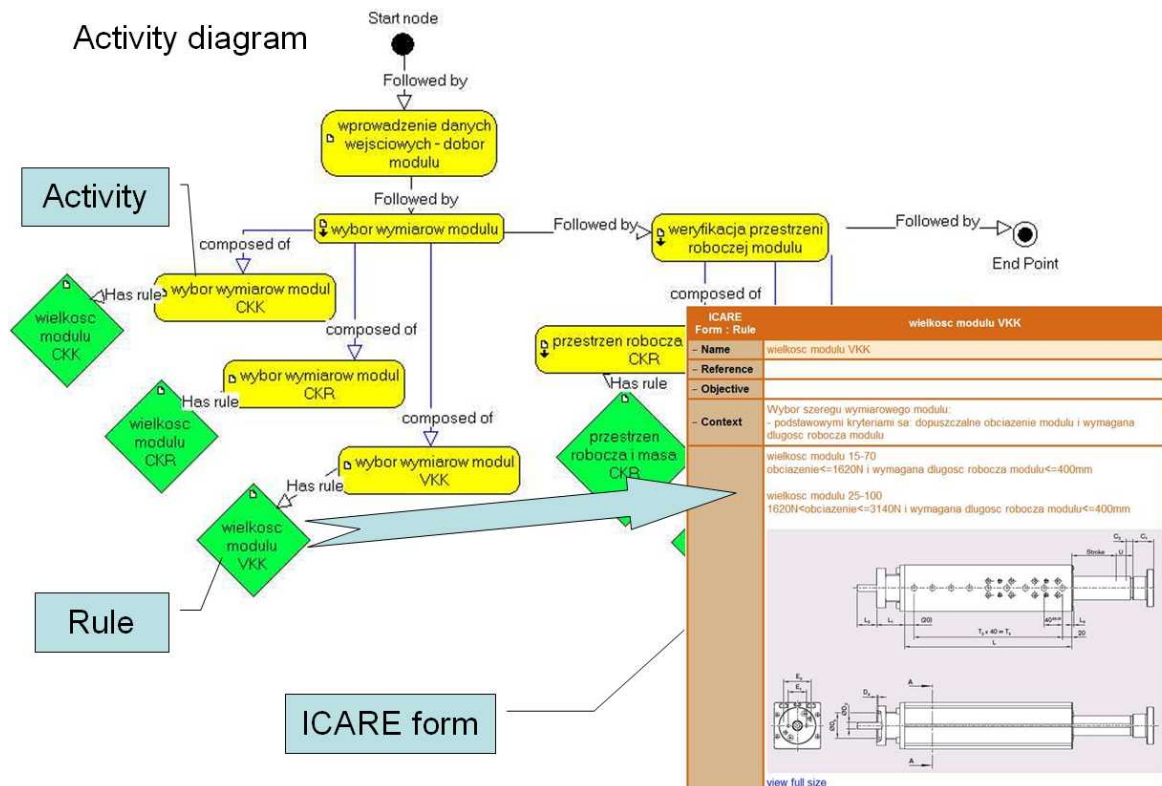 Activity diagram
Start node
Followed by
wprowadzenie danych
wejsciowych - dobor
modulu
Followed by
Activity
wybor wymiarow modulu
Followed by
weryfikacja przestrzeni
roboczej modulu
Followed by
End Point
composed of
composed of
Has rule
wybor wymiarow modul
CKK
wielkosc
modulu
CKK
composed of
przestrzen robocza
CKR
Has rule
wybor wymiarow modul
CKR
Has rule
wielkosc
modulu
CKR
composed of
przestrzen
robocza i masa
CKR
wybor wymiarow modul
VKK
Has rule
wielkosc
modulu
VKK
Rule
ICARE form
ICARE
Form : Rule
wielkosc modulu VKK
– Name
wielkosc modulu VKK
– Reference
– Objective
– Context
Wybor szeregu wymiarowego modulu:
- podstawowymi kryteriami sa: dopuszczalne obciazenie modulu i wymagana
dlugosc robocza modulu
wielkosc modulu 15-70
obciazenie<=1620N i wymagana dlugosc robocza modulu<=400mm
wielkosc modulu 25-100
1620N<obciazenie<=3140N i wymagana dlugosc robocza modulu<=400mm
Stroke
U
(20)
20
L
A
A
view full size